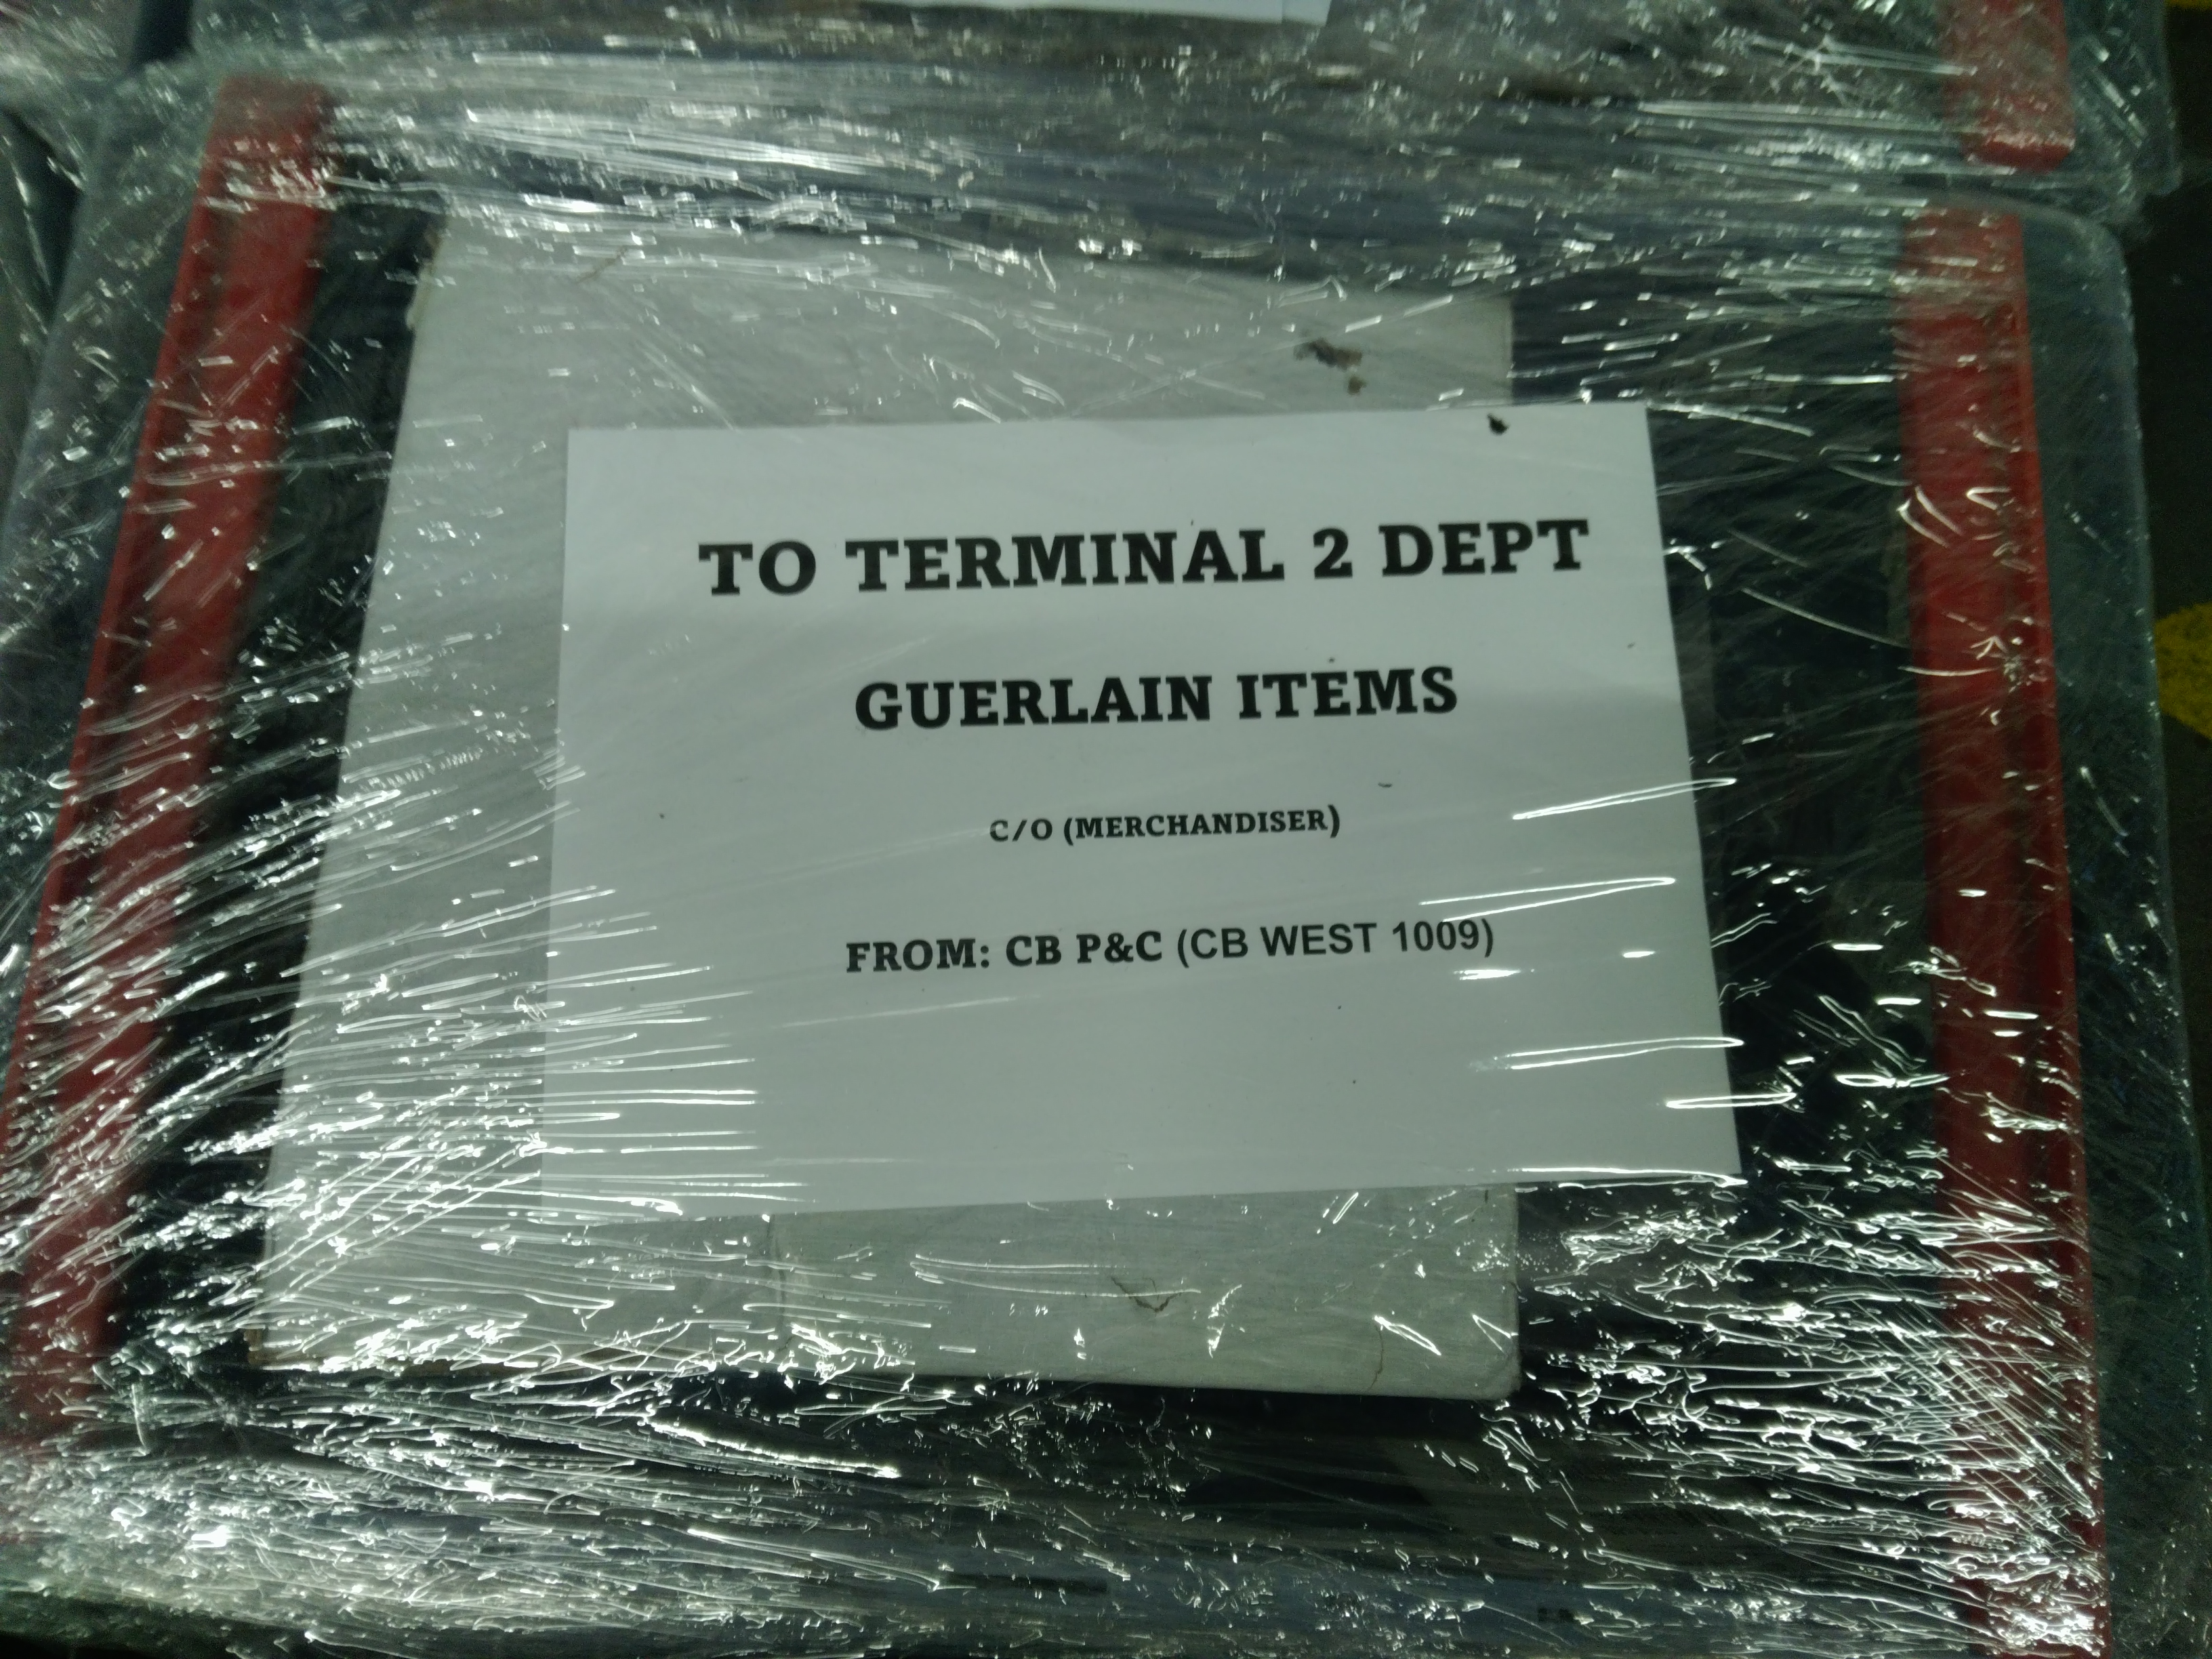 TO TERMINAL 2 DEPT
GUERLAIN ITEMS
C/O (MERCHANDISER)
FROM: CB P&C (CB WEST 1009)